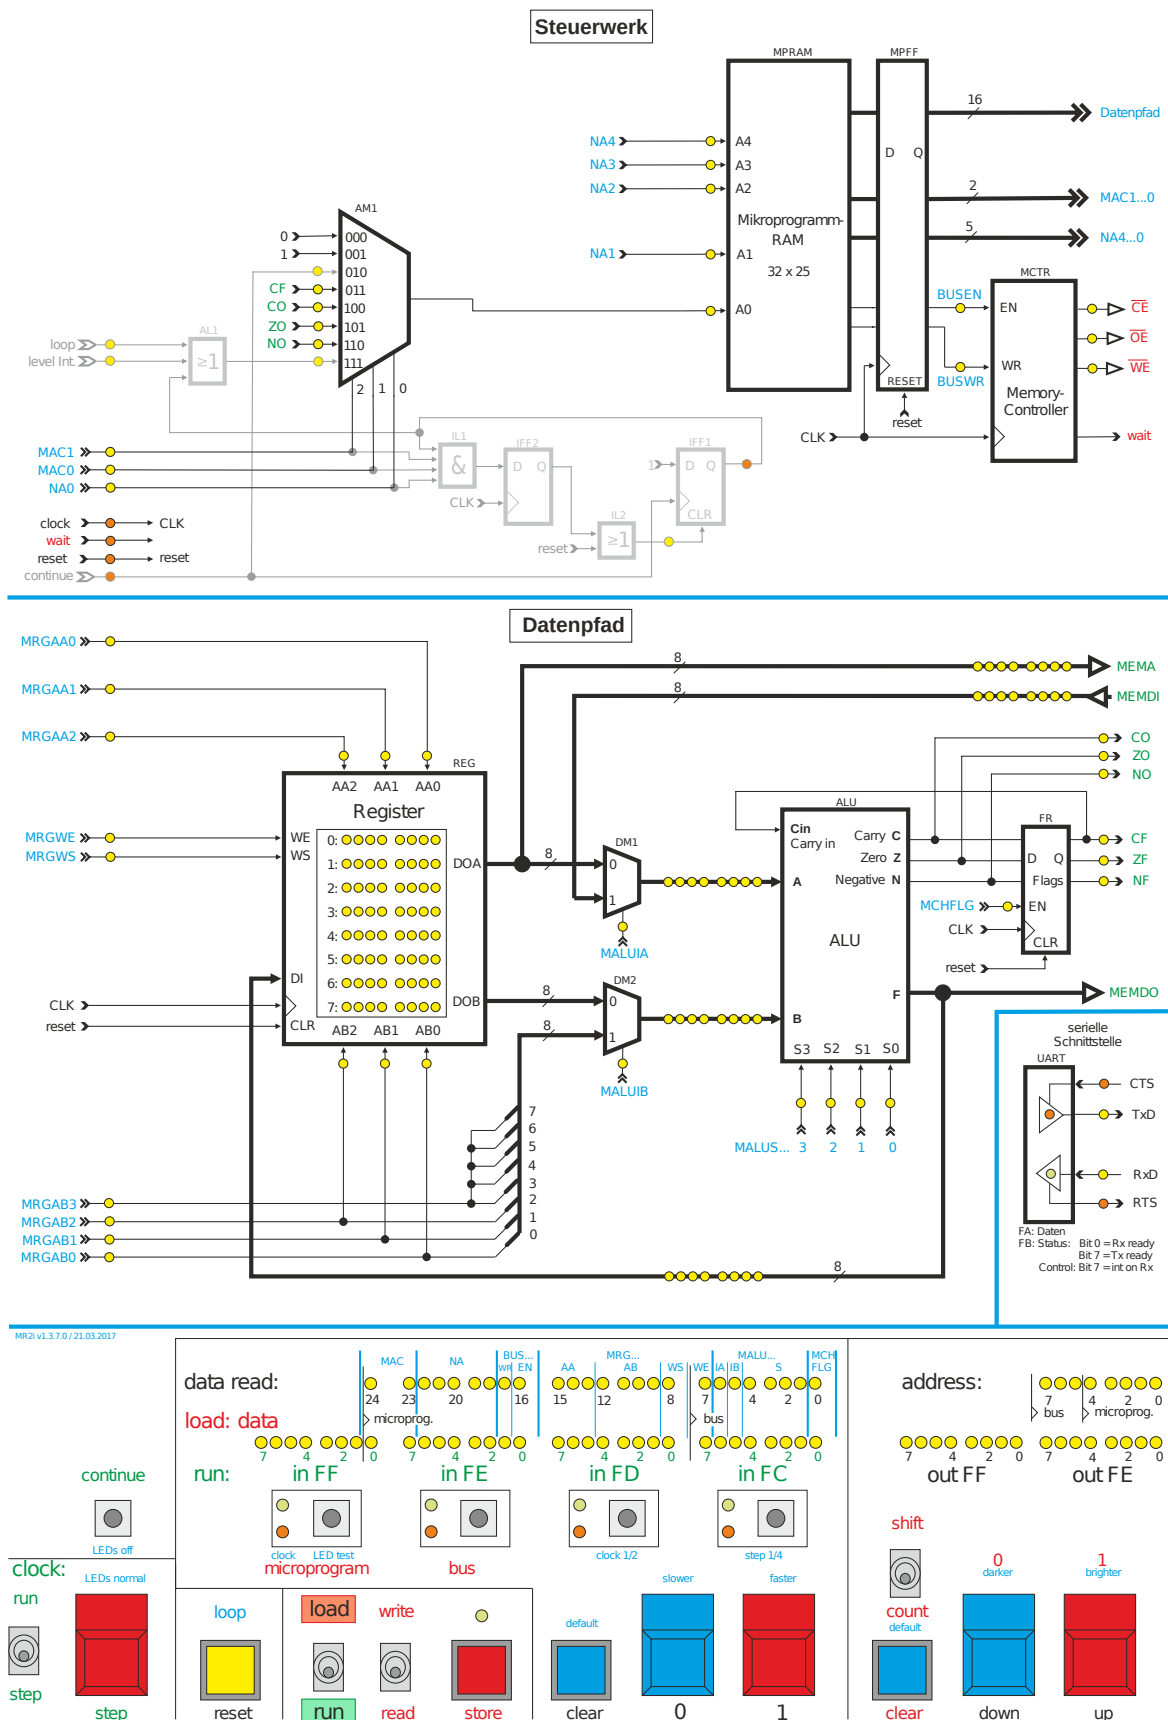 Steuerwerk
MPRAM
MPFF
16
Datenpfad
NA4
A4
NA3
A3
D Q
NA2
A2
2
MAC1...0
Mikroprogramm-
RAM
5
NA4...0
AM1
0
000
1
001
NA1
A1
32 x 25
MCTR
010
CF
011
BUSEN
EN
CE
CO
100
A0
AL1
ZO
101
OE
loop
NO
110
≥1
level Int.
111
WR
WE
RESET
BUSWR
Memory-
Controller
2 1 0
reset
CLK
wait
IL1
IFF2
IFF1
MAC1
&
D Q
1
D Q
MAC0
NA0
CLK
IL2
CLR
clock
CLK
wait
≥1
reset
reset
reset
continue
Datenpfad
MRGAA0
8
MEMA
MRGAA1
8
MEMDI
MRGAA2
CO
ZO
REG
NO
AA2 AA1 AA0
Register
ALU
FR
MRGWE
WE
0:
Cin
Carry in
Carry C
CF
MRGWS
WS
1:
DOA
8
DM1
0
Zero Z
D Q
ZF
2:
A
Negative N
Flags
NF
3:
1
MCHFLG
EN
4:
ALU
CLK
5:
MALUIA
CLR
reset
DI
6:
DM2
CLK
7:
DOB
8
0
F
MEMDO
reset
CLR
AB2 AB1 AB0
8
1
B
S3 S2 S1 S0
serielle
Schnittstelle
UART
MALUIB
CTS
7
TxD
6
5
MALUS... 3 2 1 0
4
RxD
3
MRGAB3
2
RTS
MRGAB2
1
MRGAB1
0
MRGAB0
FA: Daten
FB: Status: Bit 0 = Rx ready
Bit 7 = Tx ready
Control: Bit 7 = int on Rx
8
MR2i v1.3.7.0 / 21.03.2017
MAC NA BUS... WR EN MRG... AA AB WS WE MALU... IA IB S MCH FLG
data read:
address:
24 23 20 16 15 12 8 7 4 2 0
7 4 2 0
load: data
microprog.
bus
bus
microprog.
7 4 2 0 7 4 2 0 7 4 2 0 7 4 2 0
7 4 2 0 7 4 2 0
run:
in FF in FE in FD in FC
out FF out FE
continue
LEDs off
clock LED test
clock 1/2
step 1/4
microprogram
bus
shift
clock:
LEDs normal
slower
faster
0
darker
1
brighter
run
loop
load
write
default
count
default
step
step
reset
run
read
store
clear
0
1
clear
down
up